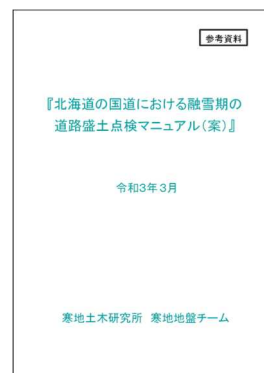 参考資料
『北海道の国道における融雪期の
道路盛土点検マニュアル(案)』
令和3年3月
寒地土木研究所 寒地地盤チーム